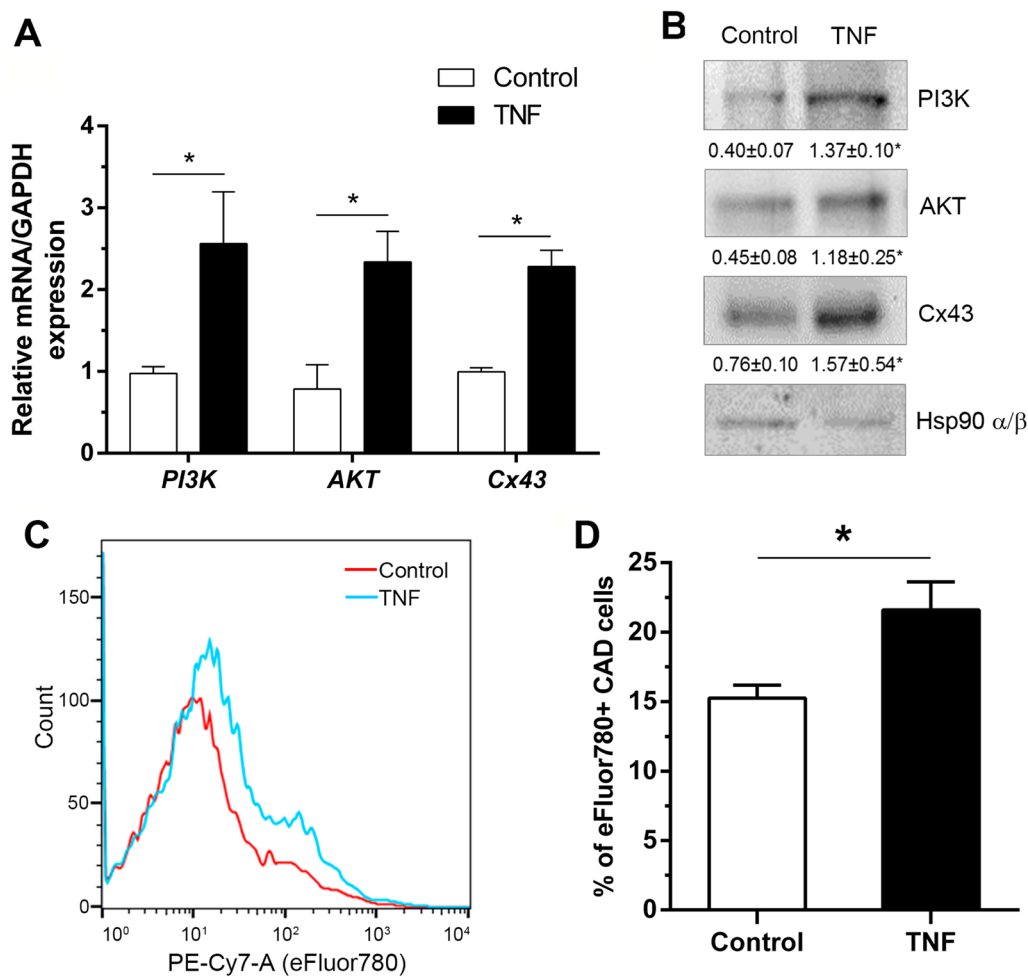 A
Control
TNF
Relative mRNA/GAPDH
expression
4
3
2
1
0
*
*
*
PI3K AKT Cx43
B
Control TNF
PI3K
0.40±0.07 1.37±0.10*
AKT
0.45±0.08 1.18±0.25*
Cx43
0.76±0.10 1.57±0.54*
Hsp90 α/β
C
Control
TNF
Count
150
100
50
0
10⁰ 10¹ 10² 10³ 10⁴
PE-Cy7-A (eFluor780)
D
*
% of eFluor780+ CAD cells
25
20
15
10
5
0
Control TNF